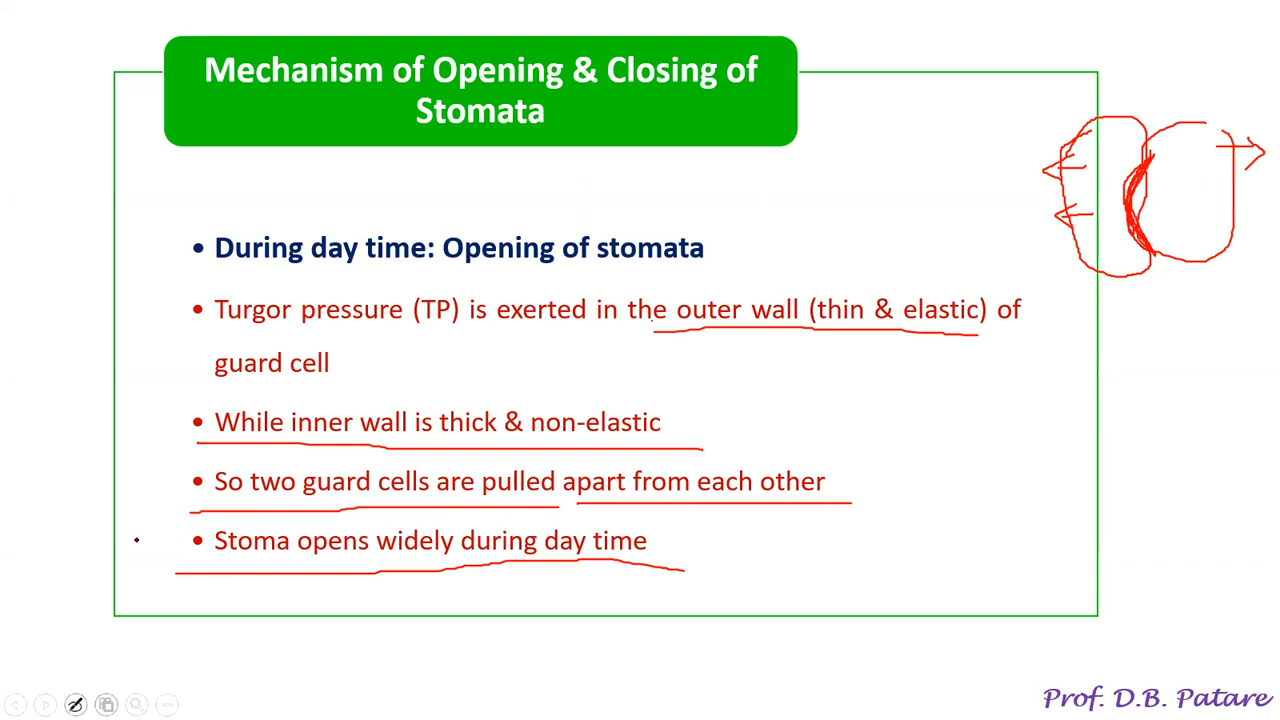 Mechanism of Opening & Closing of
Stomata
• During day time: Opening of stomata
• Turgor pressure (TP) is exerted in the outer wall (thin & elastic) of
guard cell
• While inner wall is thick & non-elastic
• So two guard cells are pulled apart from each other
• Stoma opens widely during day time
Prof. D.B. Patare